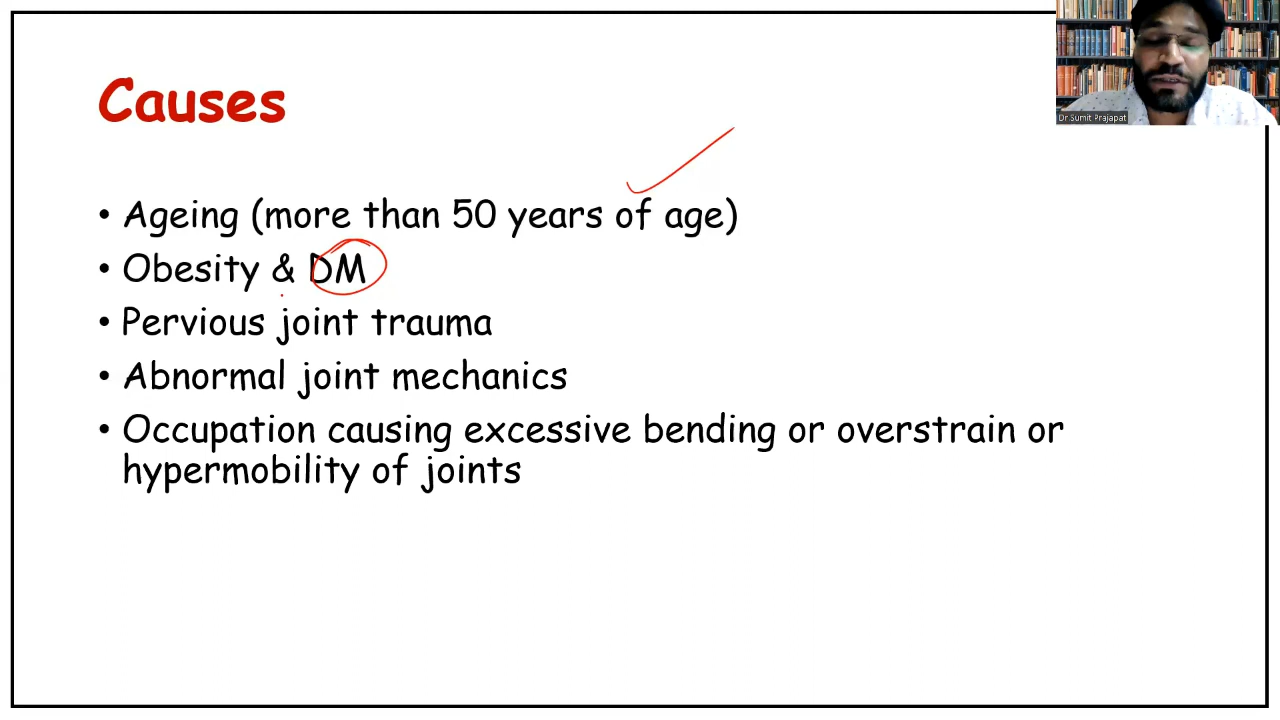 Dr.Sumit Prajapat
Causes
• Ageing (more than 50 years of age)
• Obesity & DM
• Pervious joint trauma
• Abnormal joint mechanics
• Occupation causing excessive bending or overstrain or
hypermobility of joints